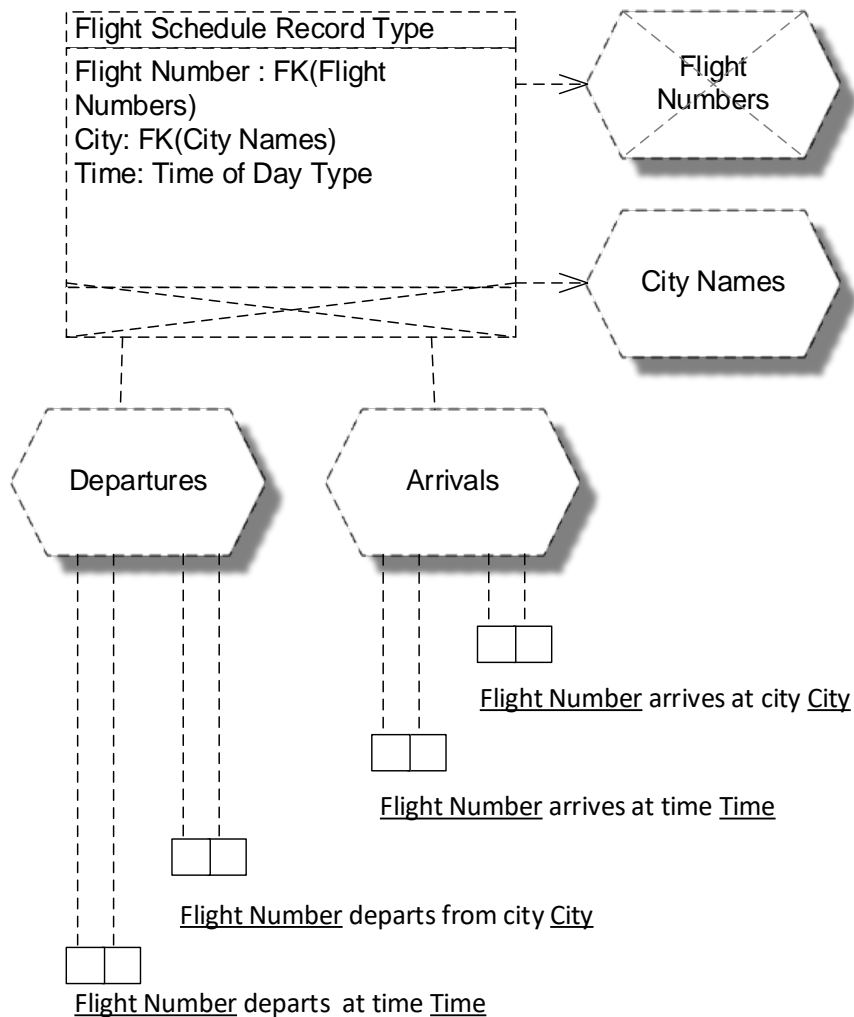 Flight Schedule Record Type
Flight Number : FK(Flight
Numbers)
City: FK(City Names)
Time: Time of Day Type
Flight
Numbers
City Names
Departures
Arrivals
Flight Number arrives at city City
Flight Number arrives at time Time
Flight Number departs from city City
Flight Number departs  at time Time